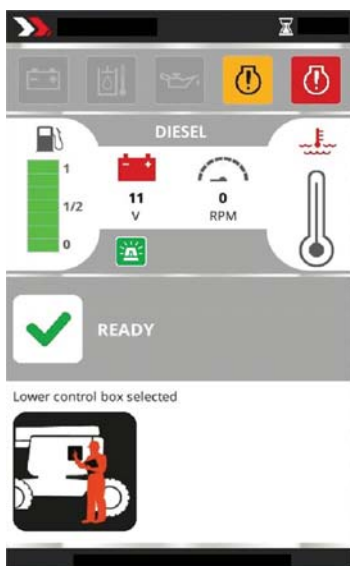 DIESEL
1
1/2
0
11
V
0
RPM
READY
Lower control box selected